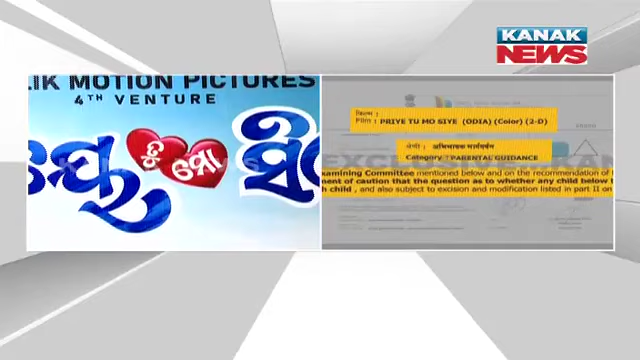 KANAK
NEWS
LIK MOTION PICTURES
4TH VENTURE
ତୁ ମୋ
फिल्म :
Film : PRIYE TU MO SIYE (ODIA) (Color) (2-D)
श्रेणी : अभिभावक मार्गदर्शन
Category : PARENTAL GUIDANCE
xamining Committee mentioned below and on the recommendation of the
ment of caution that the question as to whether any child below t
h child , and also subject to excision and modification listed in part II on